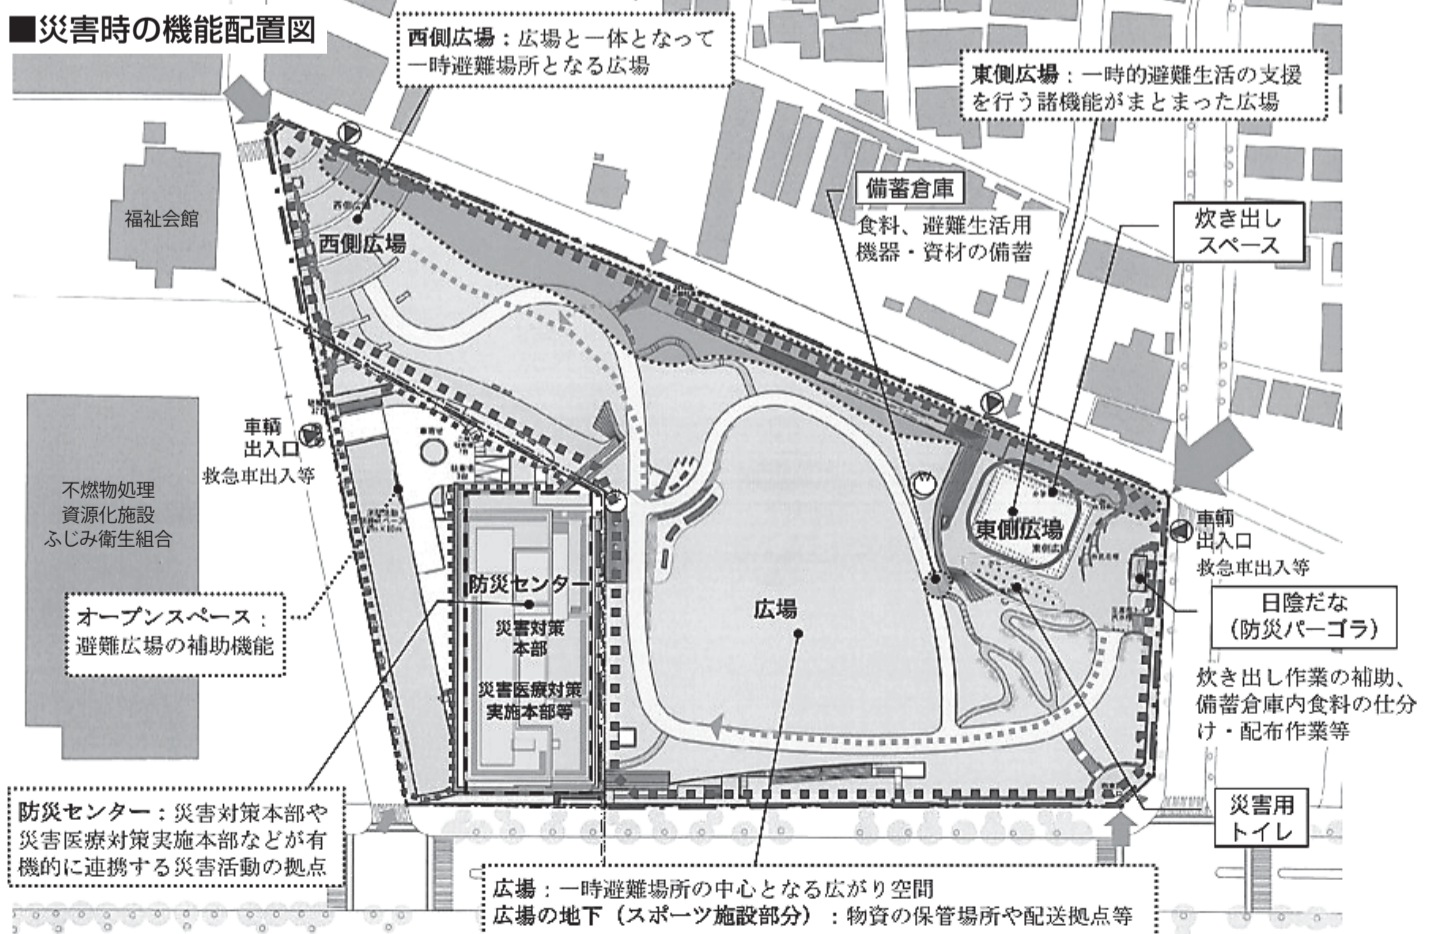 ■災害時の機能配置図
西側広場：広場と一体となって
一時避難場所となる広場
東側広場：一時的避難生活の支援
を行う諸機能がまとまった広場
備蓄倉庫
食料、避難生活用
機器・資材の備蓄
炊き出し
スペース
福祉会館
西側広場
西側広場
車輌
出入口
救急車出入等
不燃物処理
資源化施設
ふじみ衛生組合
東側広場
車輌
出入口
救急車出入等
防災センター
災害対策
本部
災害医療対策
実施本部等
広場
オープンスペース：
避難広場の補助機能
日陰だな
（防災パーゴラ）
炊き出し作業の補助、
備蓄倉庫内食料の仕分
け・配布作業等
災害用
トイレ
防災センター：災害対策本部や
災害医療対策実施本部などが有
機的に連携する災害活動の拠点
広場：一時避難場所の中心となる広がり空間
広場の地下（スポーツ施設部分）：物資の保管場所や配送拠点等